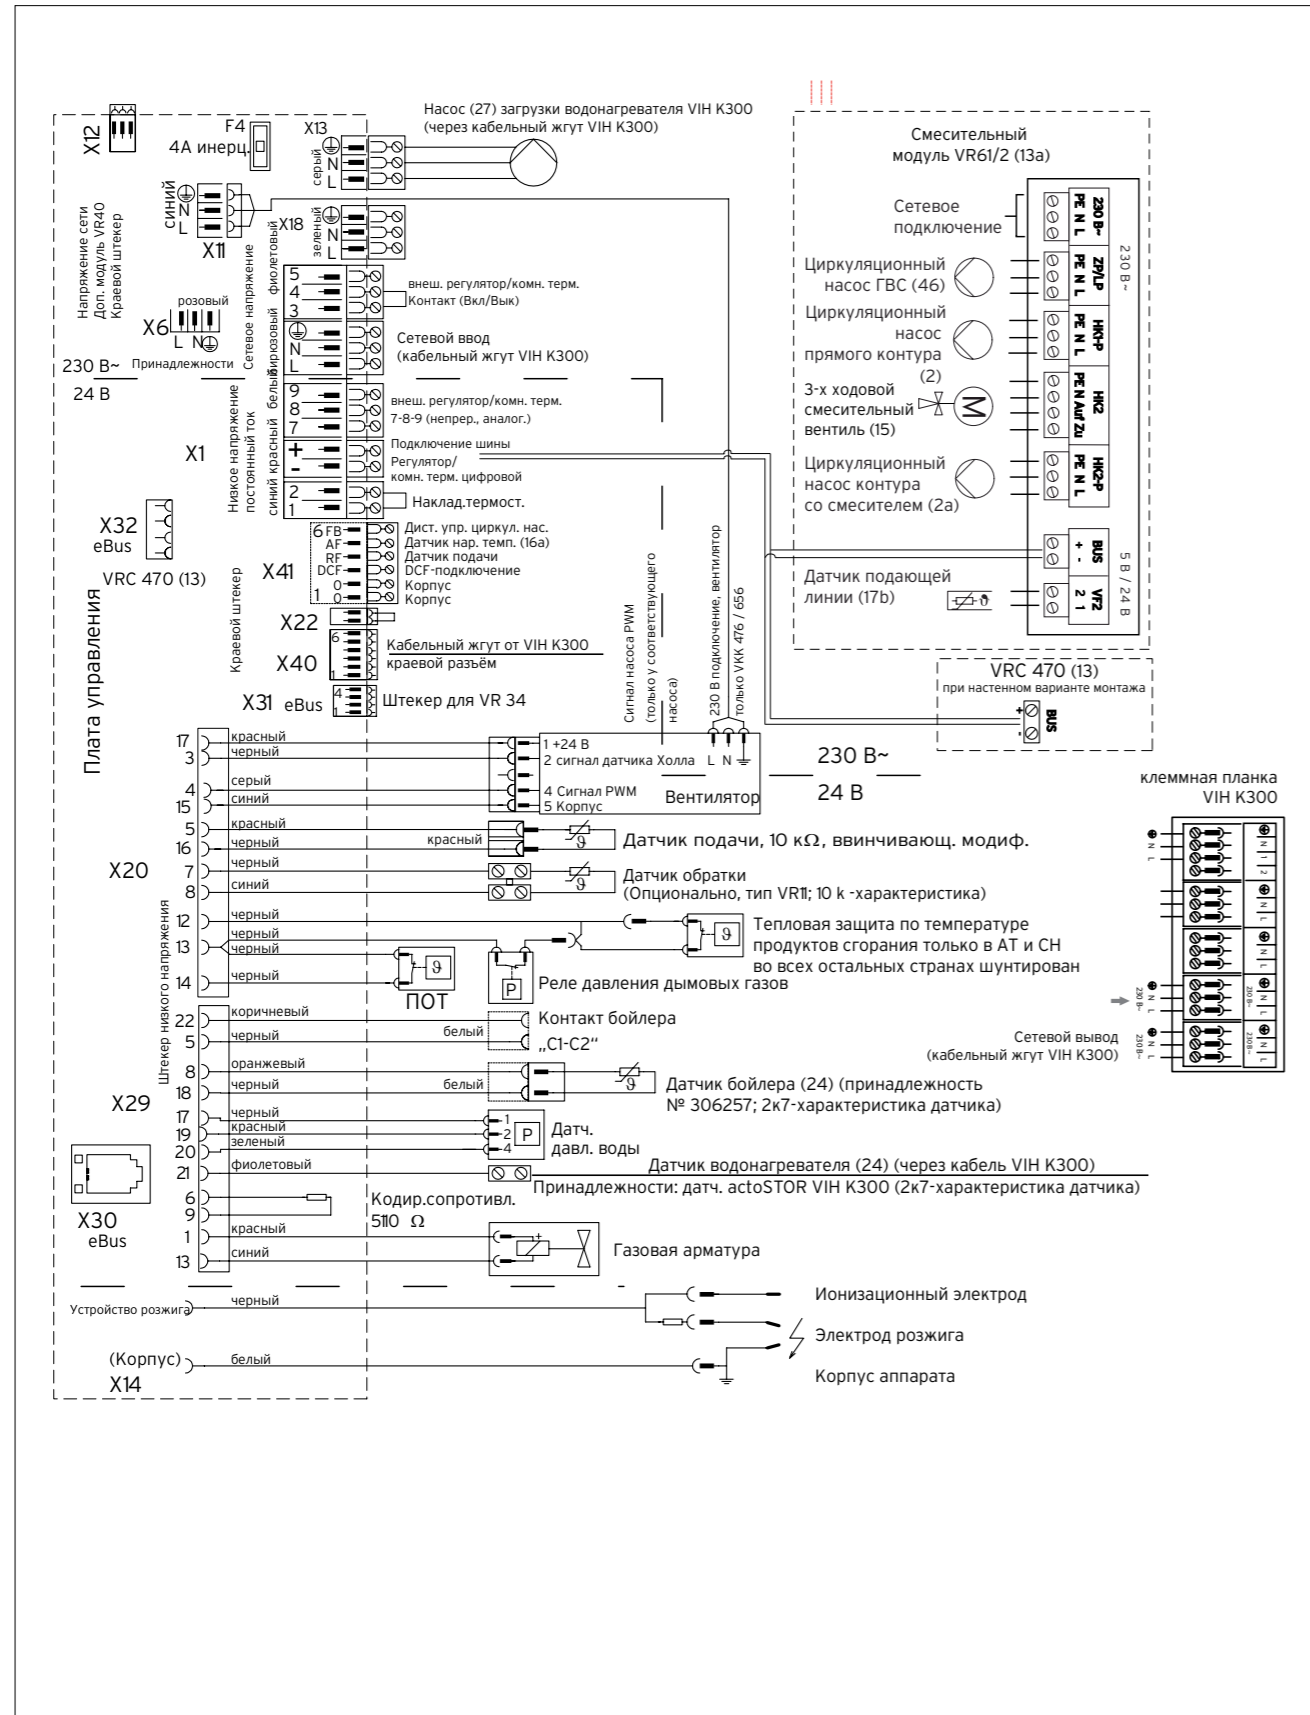 X12
F4
4А инерц.
X13
серый
N
L
Насос (27) загрузки водонагревателя VIH K300
(через кабельный жгут VIH K300)
синий
N
L
X11
X18
зеленый
N
L
Напряжение сети
Доп. модуль VR40
Краевой штекер
розовый
X6
L N
Принадлежности
230 В~
24 В
Сетевое напряжение
фиолетовый
5
4
3
внеш. регулятор/комн. терм.
Контакт (Вкл/Вык)
бирюзовый
N
L
Сетевой ввод
(кабельный жгут VIH K300)
X1
Низкое напряжение
постоянный ток
белый
9
8
7
внеш. регулятор/комн. терм.
7-8-9 (непрер., аналог.)
красный
+
-
Подключение шины
Регулятор/
комн. терм. цифровой
синий
2
1
Наклад.термост.
X32
eBus
VRC 470 (13)
Плата управления
Краевой штекер
X41
6 FB
AF
RF
DCF
0
1 0
Дист. упр. циркул. нас.
Датчик нар. темп. (16a)
Датчик подачи
DCF-подключение
Корпус
Корпус
X22
X40
6
1
Кабельный жгут от VIH K300
краевой разъём
X31 eBus
4
1
Штекер для VR 34
Сигнал насоса PWM
(только у соответствующего
насоса)
230 В подключение, вентилятор
только VKK 476 / 656
Смесительный
модуль VR61/2 (13a)
Сетевое
подключение
Циркуляционный
насос ГВС (46)
Циркуляционный
насос
прямого контура
(2)
3-х ходовой
смесительный
вентиль (15)
M
Циркуляционный
насос контура
со смесителем (2a)
Датчик подающей
линии (17b)
230 В~
PE N L
ZP/LP
PE N L
HK1-P
PE N L
HK2
PE N Auf Zu
HK2-P
PE N L
BUS
+ -
VF2
2 1
230 В~
5 В / 24 В
VRC 470 (13)
при настенном варианте монтажа
+
-
BUS
X20
Штекер низкого напряжения
17 красный
3 черный
4 серый
15 синий
1 +24 В
2 сигнал датчика Холла
4 Сигнал PWM
5 Корпус
L N
Вентилятор
230 В~
24 В
5 красный
16 черный
красный
Датчик подачи, 10 кΩ, ввинчивающ. модиф.
7 черный
8 синий
Датчик обратки
(Опционально, тип VR11; 10 k -характеристика)
12 черный
13 черный
черный
14 черный
Тепловая защита по температуре
продуктов сгорания только в AT и CH
во всех остальных странах шунтирован
ПОТ
P
Реле давления дымовых газов
X29
22 коричневый
5 черный
белый
Контакт бойлера
„C1-C2“
8 оранжевый
18 черный
белый
Датчик бойлера (24) (принадлежность
№ 306257; 2к7-характеристика датчика)
17 черный
19 красный
20 зеленый
1
2
4
P
Датч.
давл. воды
21 фиолетовый
Датчик водонагревателя (24) (через кабель VIH K300)
Принадлежности: датч. actoSTOR VIH K300 (2к7-характеристика датчика)
6
9
Кодир.сопротивл.
5110 Ω
1 красный
13 синий
+
Газовая арматура
X30
eBus
Устройство розжига
черный
Ионизационный электрод
Электрод розжига
(Корпус)
X14
белый
Корпус аппарата
клеммная планка
VIH K300
N
L
N
1
2
N
L
N
L
230 В~
N
L
230 В~
N
L
Сетевой вывод
(кабельный жгут VIH K300)
230 В~
N
L
230 В~
N
L